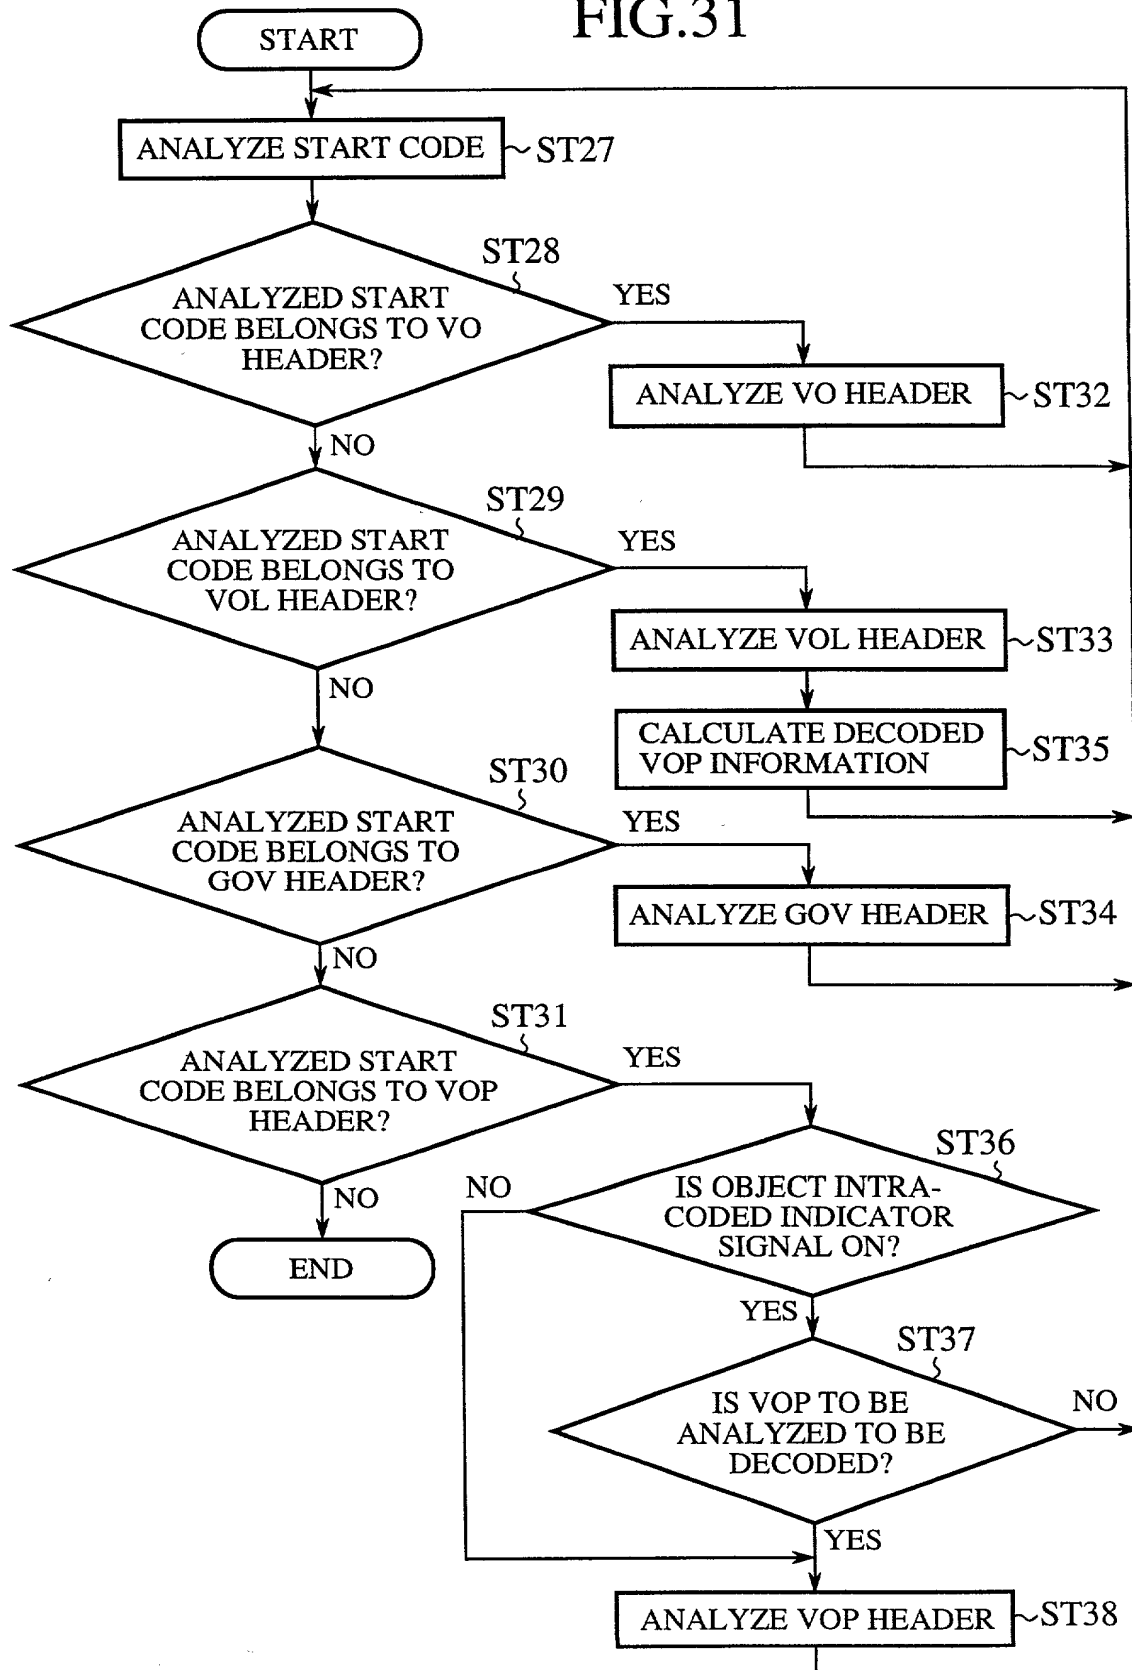 FIG.31
START
ANALYZE START CODE
ST27
ST28
ANALYZED START
CODE BELONGS TO VO
HEADER?
YES
ANALYZE VO HEADER
ST32
NO
ST29
ANALYZED START
CODE BELONGS TO
VOL HEADER?
YES
ANALYZE VOL HEADER
ST33
NO
CALCULATE DECODED
VOP INFORMATION
ST35
ST30
ANALYZED START
CODE BELONGS TO
GOV HEADER?
YES
ANALYZE GOV HEADER
ST34
NO
ST31
ANALYZED START
CODE BELONGS TO VOP
HEADER?
YES
NO
END
ST36
IS OBJECT INTRA-
CODED INDICATOR
SIGNAL ON?
NO
YES
ST37
IS VOP TO BE
ANALYZED TO BE
DECODED?
NO
YES
ANALYZE VOP HEADER
ST38